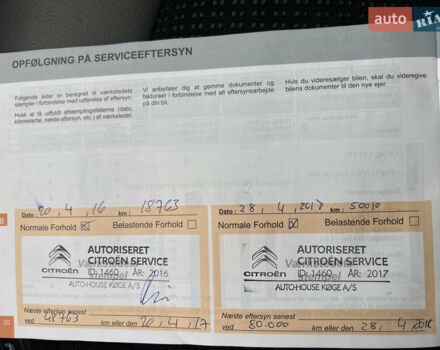 auto RIA
OPFØLGNING PÅ SERVICEEFTERSYN
Følgende sider er beregnet til værkstedets
stempler i forbindelse med udførelse af eftersyn.
Husk at få udfyldt afstemplingsfelterne (dato,
kilometertal, næste eftersyn, etc.) af værkstedet.
Vi anbefaler dig at gemme dokumenter og
fakturaer i forbindelse med alt eftersynsarbejde
på din bil.
Hvis du videresælger bilen, skal du videregive
bilens dokumenter til den nye ejer.
Dato : 20 , 4 , 16 km : 18763
Normale Forhold Belastende Forhold
AUTORISERET
CITROËN SERVICE
ID: 1460 ÅR: 2016
AUTO-HOUSE KØGE A/S
CITROËN
stempel
Næste eftersyn senest
ved 48763 km eller den 20 , 4 , 17
Dato : 28 , 4 , 2017 km : 50010
Normale Forhold Belastende Forhold
AUTORISERET
CITROËN SERVICE
ID: 1460 ÅR: 2017
AUTO-HOUSE KØGE A/S
CITROËN
stempel
Næste eftersyn senest
ved 80.000 km eller den 28 , 4 2018
20